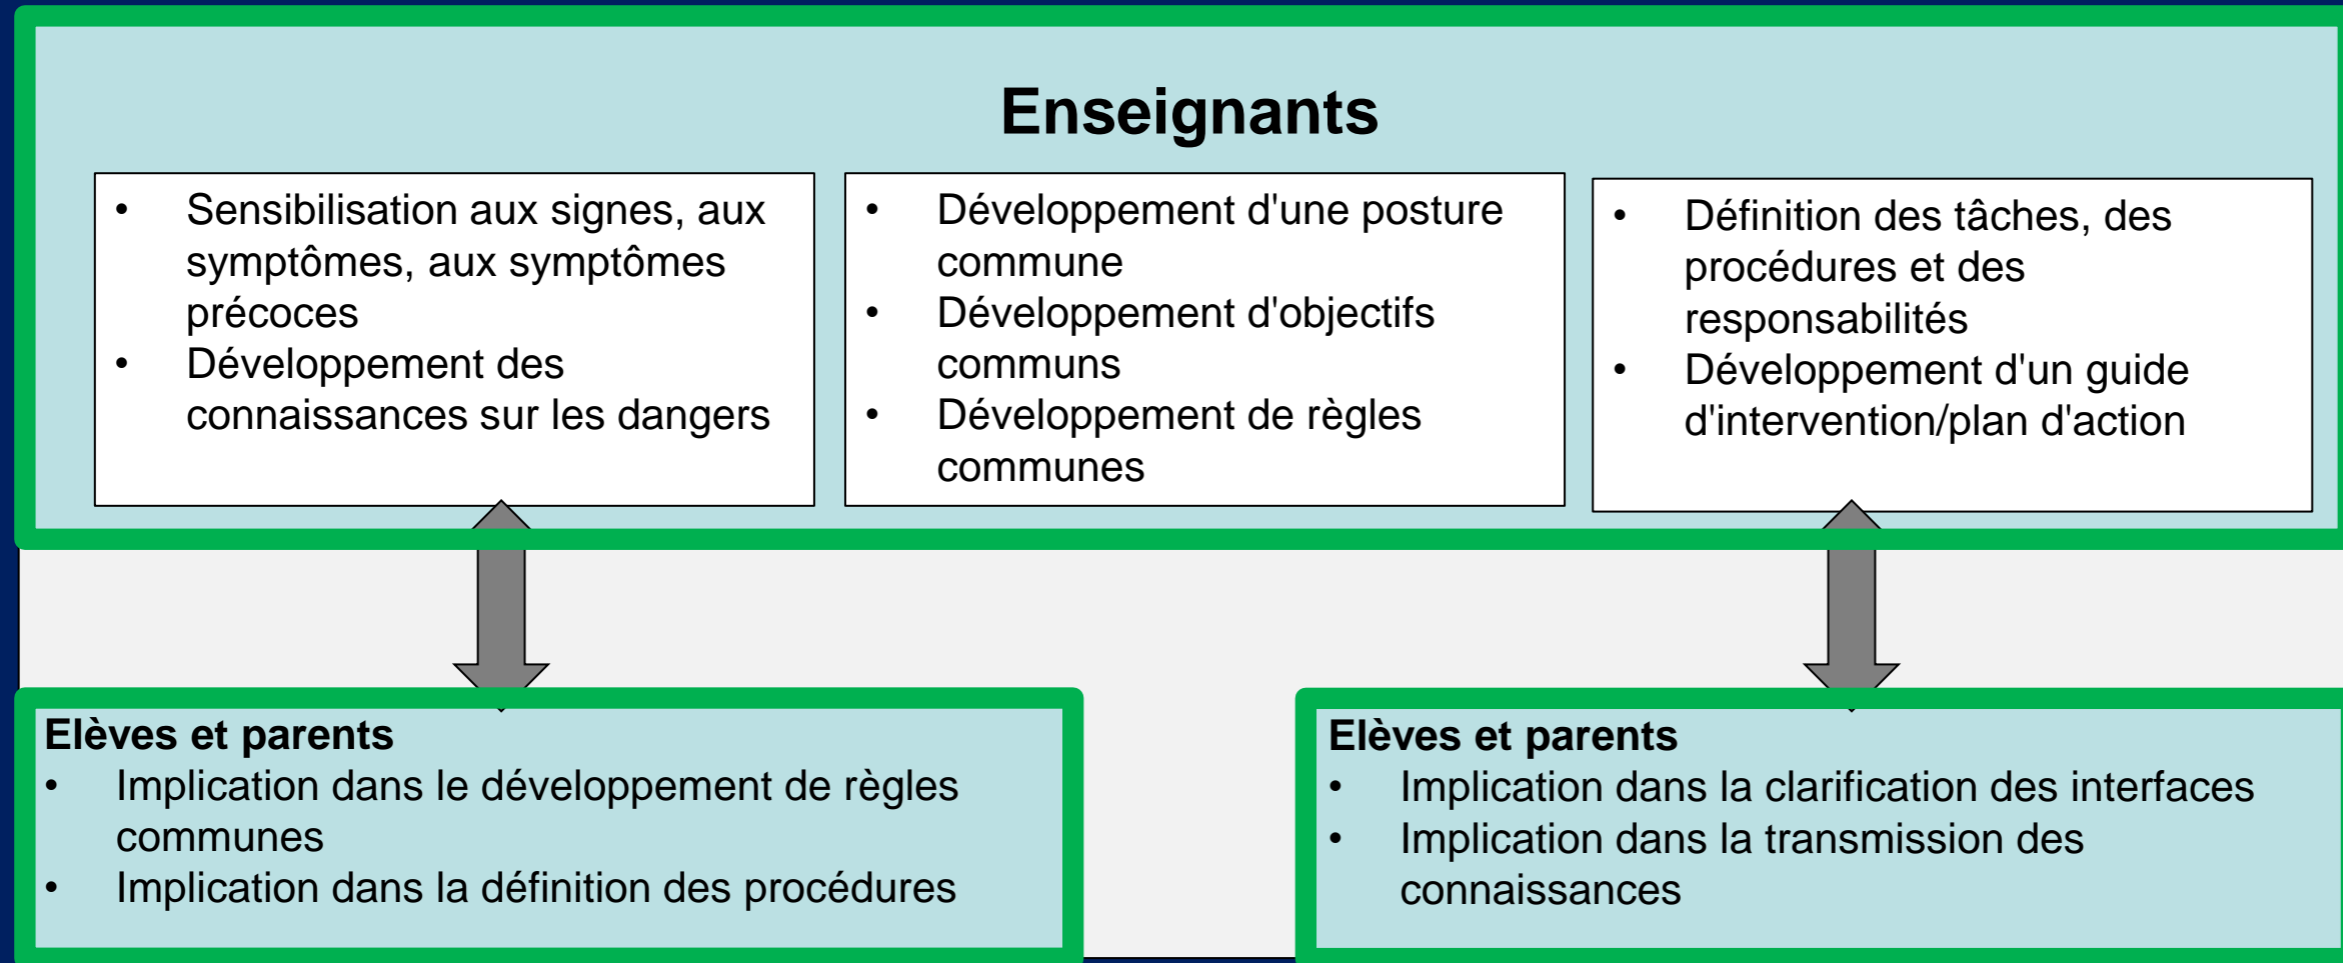 Enseignants
• Sensibilisation aux signes, aux
symptômes, aux symptômes
précoces
• Développement des
connaissances sur les dangers
• Développement d'une posture
commune
• Développement d'objectifs
communs
• Développement de règles
communes
• Définition des tâches, des
procédures et des
responsabilités
• Développement d'un guide
d'intervention/plan d'action
Elèves et parents
• Implication dans le développement de règles
communes
• Implication dans la définition des procédures
Elèves et parents
• Implication dans la clarification des interfaces
• Implication dans la transmission des
connaissances